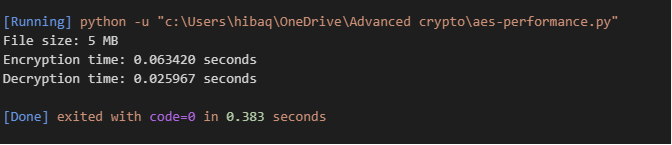 [Running] python -u "c:\Users\hibaq\OneDrive\Advanced crypto\aes-performance.py"
File size: 5 MB
Encryption time: 0.063420 seconds
Decryption time: 0.025967 seconds
[Done] exited with code=0 in 0.383 seconds